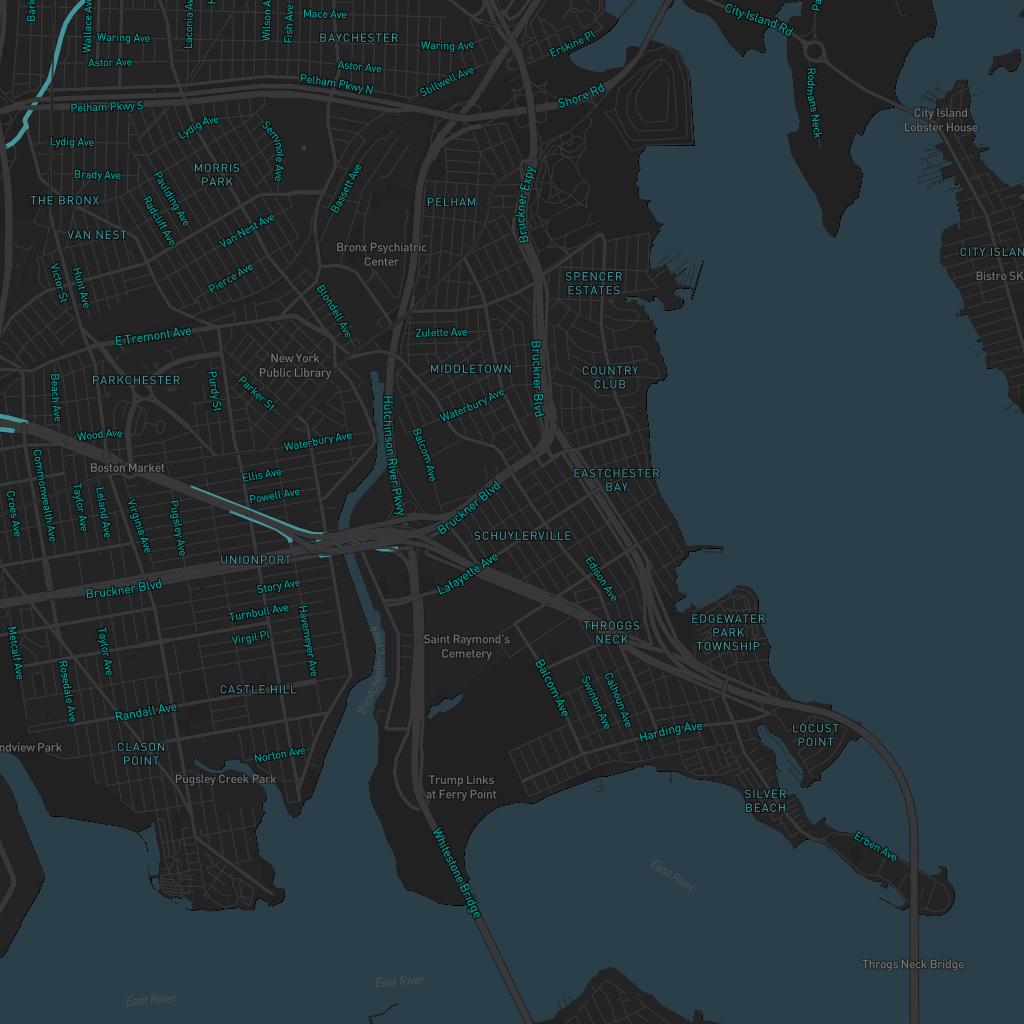 Mace Ave
City Island Rd
Wallace Ave
Laconia Ave
Wilson Av
Fish Ave
Waring Ave
BAYCHESTER
Waring Ave
Erskine Pl
Astor Ave
Astor Ave
Stillwell Ave
Pelham Pkwy N
Shore Rd
Rodmans Neck
Pelham Pkwy S
City Island
Lobster House
Lydig Ave
Lydig Ave
Seminole Ave
MORRIS
PARK
Brady Ave
Paulding Ave
Bassett Ave
THE BRONX
Radcliff Ave
PELHAM
Bruckner Expy
VAN NEST
Van Nest Ave
Bronx Psychiatric
Center
CITY ISLAN
Bistro SK
Victor St
Hunt Ave
Pierce Ave
SPENCER
ESTATES
Blondell Ave
E Tremont Ave
Zulette Ave
New York
Public Library
MIDDLETOWN
Bruckner Blvd
COUNTRY
CLUB
PARKCHESTER
Beach Ave
Purdy St
Parker St
Waterbury Ave
Hutchinson River Pkwy
Balcom Ave
Wood Ave
Waterbury Ave
Boston Market
Ellis Ave
EASTCHESTER
BAY
Commonwealth Ave
Croes Ave
Taylor Ave
Leland Ave
Virginia Ave
Pugsley Ave
Powell Ave
Bruckner Blvd
SCHUYLERVILLE
UNIONPORT
Lafayette Ave
Edison Ave
Bruckner Blvd
Story Ave
Turnbull Ave
Havemeyer Ave
Virgil Pl
THROGGS
NECK
EDGEWATER
PARK
TOWNSHIP
Metcalf Ave
Taylor Ave
Rosedale Ave
Saint Raymond's
Cemetery
CASTLE HILL
Balcom Ave
Swinton Ave
Calhoun Ave
Randall Ave
Harding Ave
LOCUST
POINT
ndview Park
CLASON
POINT
Norton Ave
Pugsley Creek Park
Trump Links
at Ferry Point
SILVER
BEACH
Erben Ave
Whitestone Bridge
East River
Throgs Neck Bridge
East River
East River